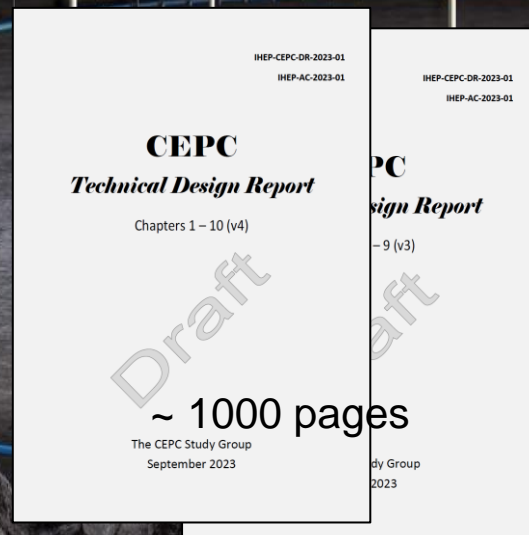 IHEP-CEPC-DR-2023-01
IHEP-AC-2023-01
CEPC
Technical Design Report
Chapters 1 – 10 (v4)
Draft
~ 1000 pages
The CEPC Study Group
September 2023
IHEP-CEPC-DR-2023-01
IHEP-AC-2023-01
PC
sign Report
– 9 (v3)
aft
dy Group
2023